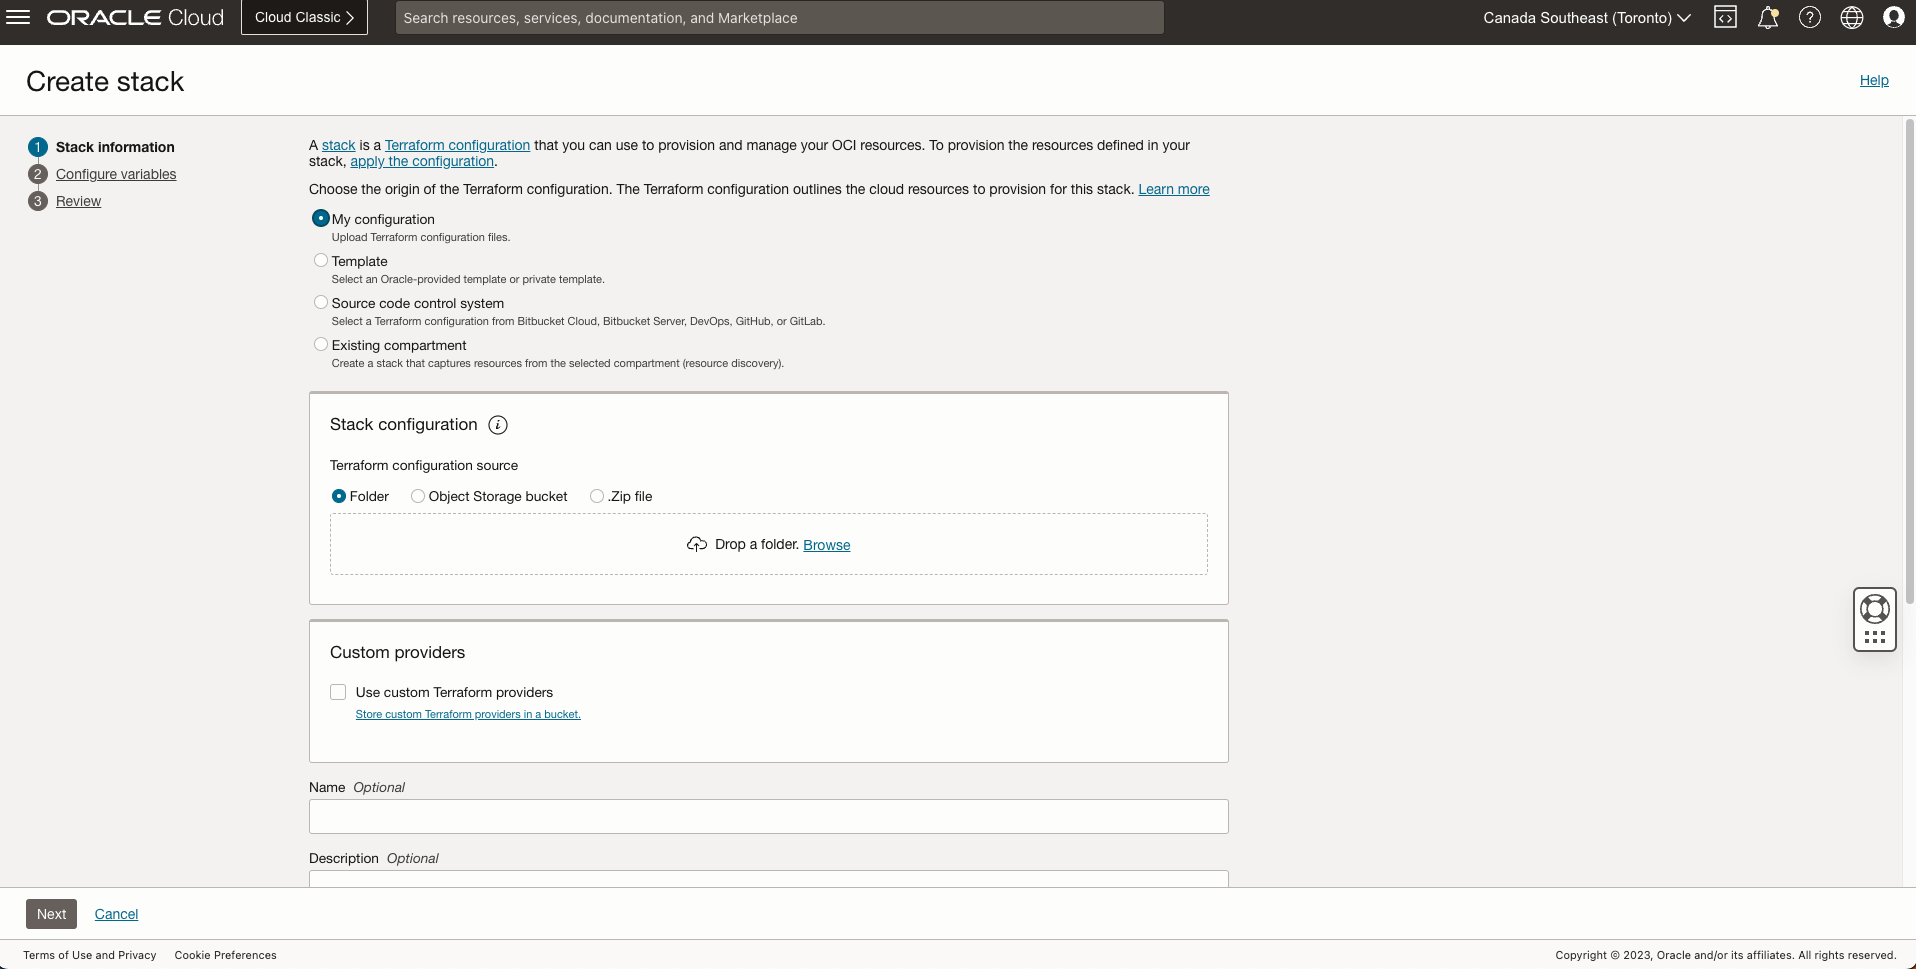 ORACLE Cloud
Cloud Classic
Search resources, services, documentation, and Marketplace
Canada Southeast (Toronto)
Create stack
Help
1 Stack information
2 Configure variables
3 Review
A stack is a Terraform configuration that you can use to provision and manage your OCI resources. To provision the resources defined in your
stack, apply the configuration.
Choose the origin of the Terraform configuration. The Terraform configuration outlines the cloud resources to provision for this stack. Learn more
My configuration
Upload Terraform configuration files.
Template
Select an Oracle-provided template or private template.
Source code control system
Select a Terraform configuration from Bitbucket Cloud, Bitbucket Server, DevOps, GitHub, or GitLab.
Existing compartment
Create a stack that captures resources from the selected compartment (resource discovery).
Stack configuration i
Terraform configuration source
Folder Object Storage bucket .Zip file
Drop a folder. Browse
Custom providers
Use custom Terraform providers
Store custom Terraform providers in a bucket.
Name Optional
Description Optional
Next Cancel
Terms of Use and Privacy Cookie Preferences
Copyright © 2023, Oracle and/or its affiliates. All rights reserved.